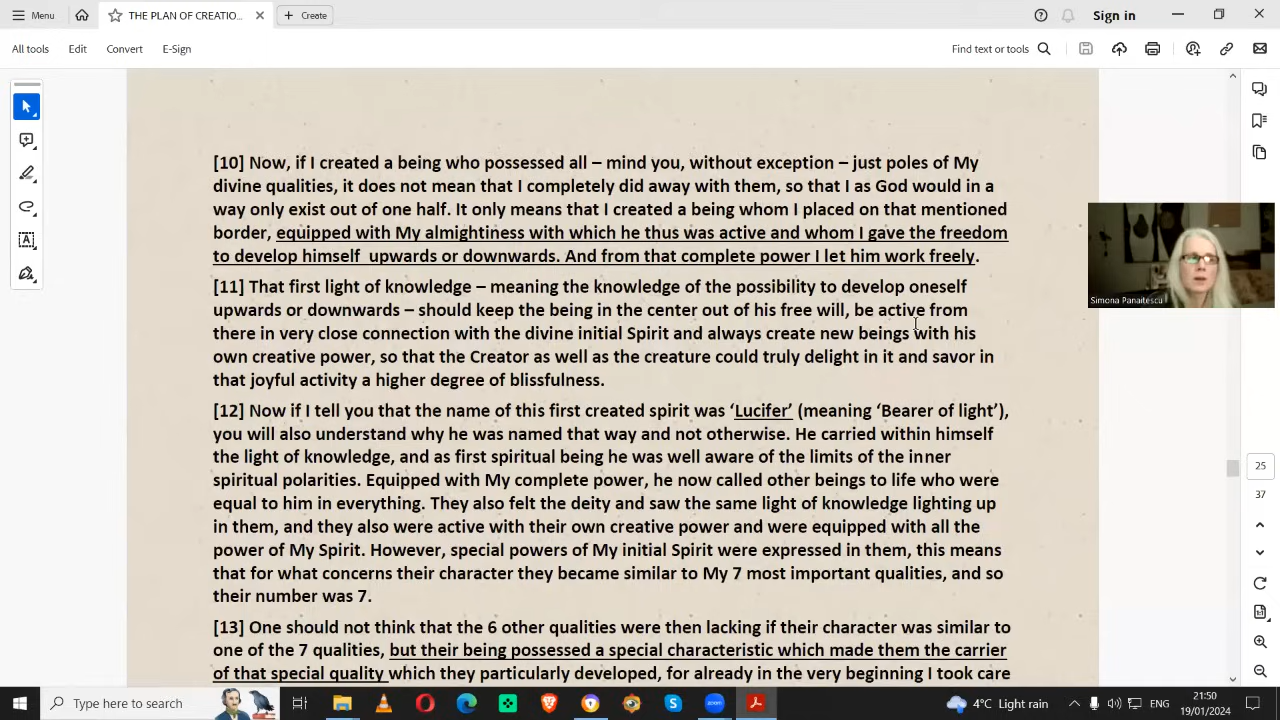 Menu
THE PLAN OF CREATIO...
Create
Sign in
All tools
Edit
Convert
E-Sign
Find text or tools
[10] Now, if I created a being who possessed all – mind you, without exception – just poles of My
divine qualities, it does not mean that I completely did away with them, so that I as God would in a
way only exist out of one half. It only means that I created a being whom I placed on that mentioned
border, equipped with My almightiness with which he thus was active and whom I gave the freedom
to develop himself upwards or downwards. And from that complete power I let him work freely.
[11] That first light of knowledge – meaning the knowledge of the possibility to develop oneself
upwards or downwards – should keep the being in the center out of his free will, be active from
there in very close connection with the divine initial Spirit and always create new beings with his
own creative power, so that the Creator as well as the creature could truly delight in it and savor in
that joyful activity a higher degree of blissfulness.
[12] Now if I tell you that the name of this first created spirit was ‘Lucifer’ (meaning ‘Bearer of light’),
you will also understand why he was named that way and not otherwise. He carried within himself
the light of knowledge, and as first spiritual being he was well aware of the limits of the inner
spiritual polarities. Equipped with My complete power, he now called other beings to life who were
equal to him in everything. They also felt the deity and saw the same light of knowledge lighting up
in them, and they also were active with their own creative power and were equipped with all the
power of My Spirit. However, special powers of My initial Spirit were expressed in them, this means
that for what concerns their character they became similar to My 7 most important qualities, and so
their number was 7.
[13] One should not think that the 6 other qualities were then lacking if their character was similar to
one of the 7 qualities, but their being possessed a special characteristic which made them the carrier
of that special quality which they particularly developed, for already in the very beginning I took care
Simona Panaitescu
25
37
Type here to search
4°C Light rain
ENG
21:50
19/01/2024